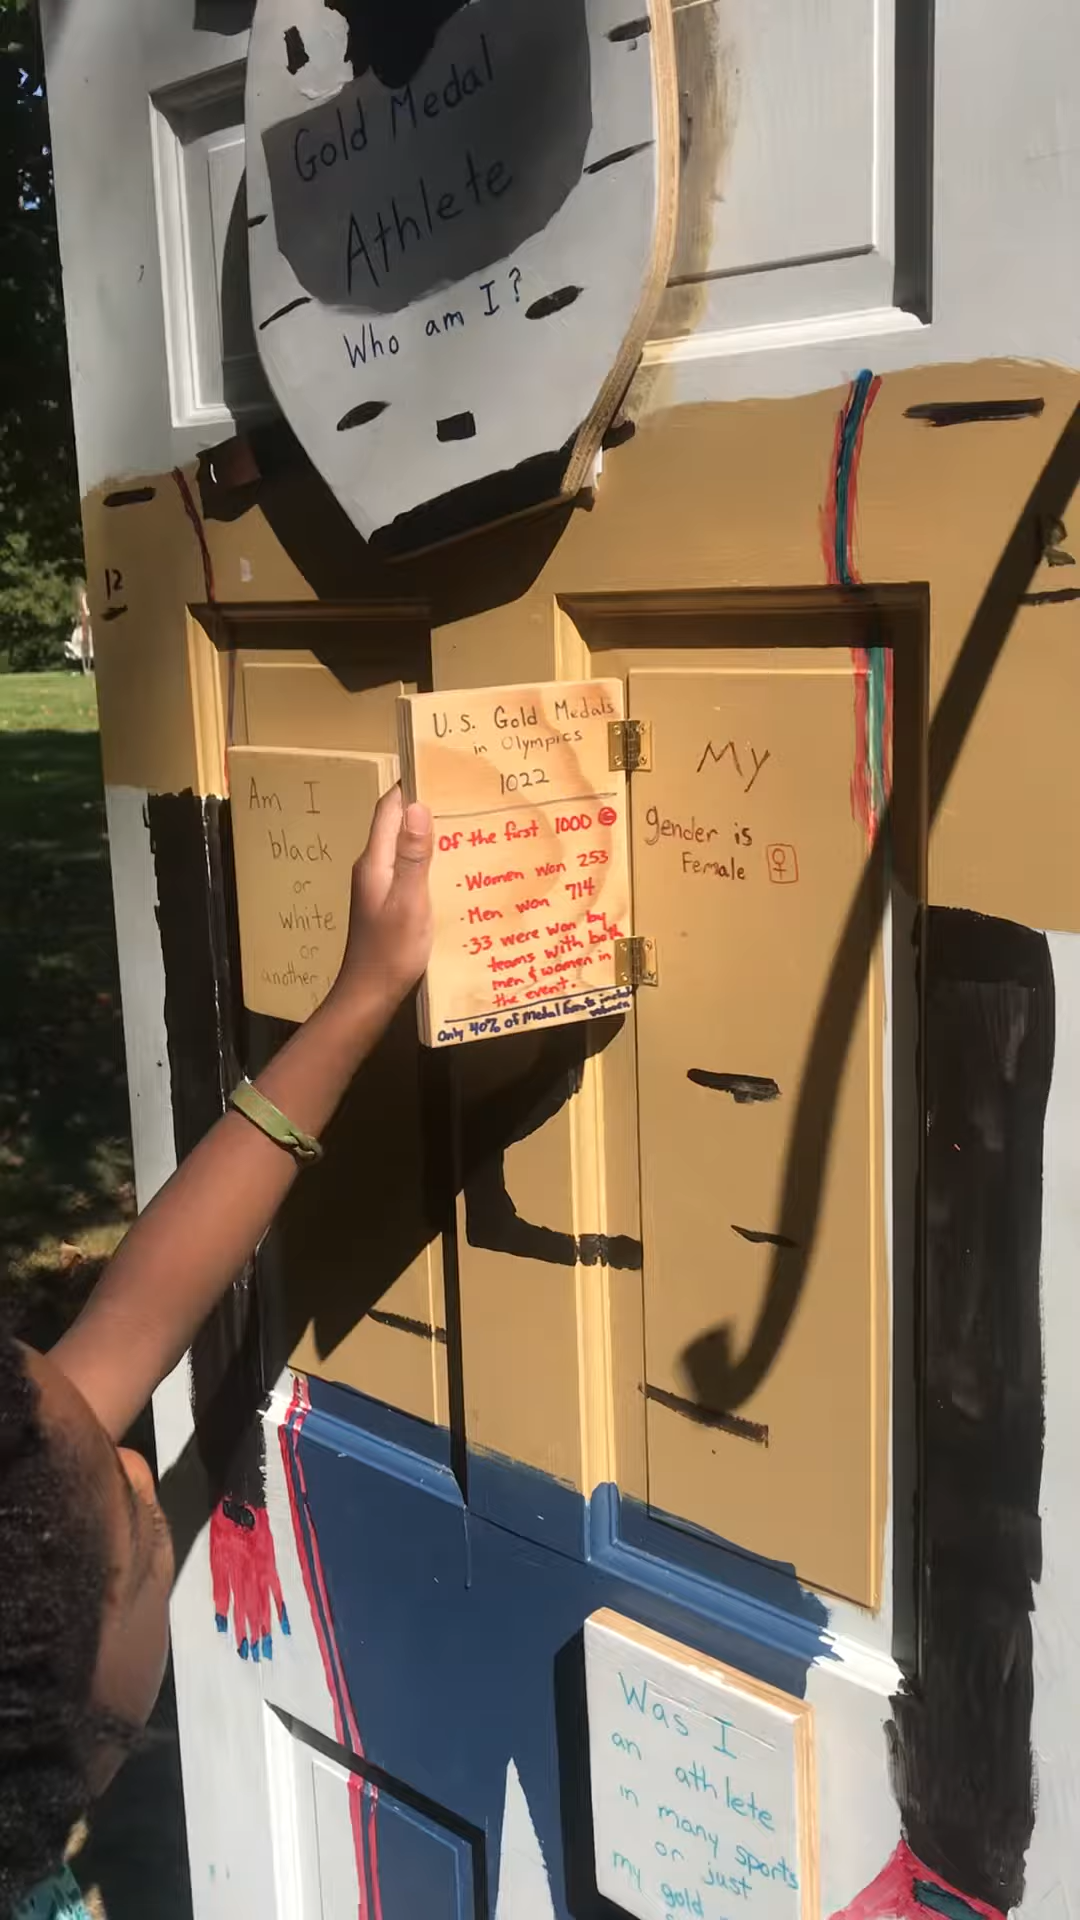 Gold Medal
Athlete
Who am I?
12
U.S. Gold Medals
in Olympics
1022
Of the first 1000
-Women won 253
-Men won 714
-33 were won by
teams with both
men & women in
the event.
Only 40% of Medal Events include
women
My
gender is
Female ♀
Am I
black
or
white
or
another
Was I
an athlete
in many sports
or just
my gold